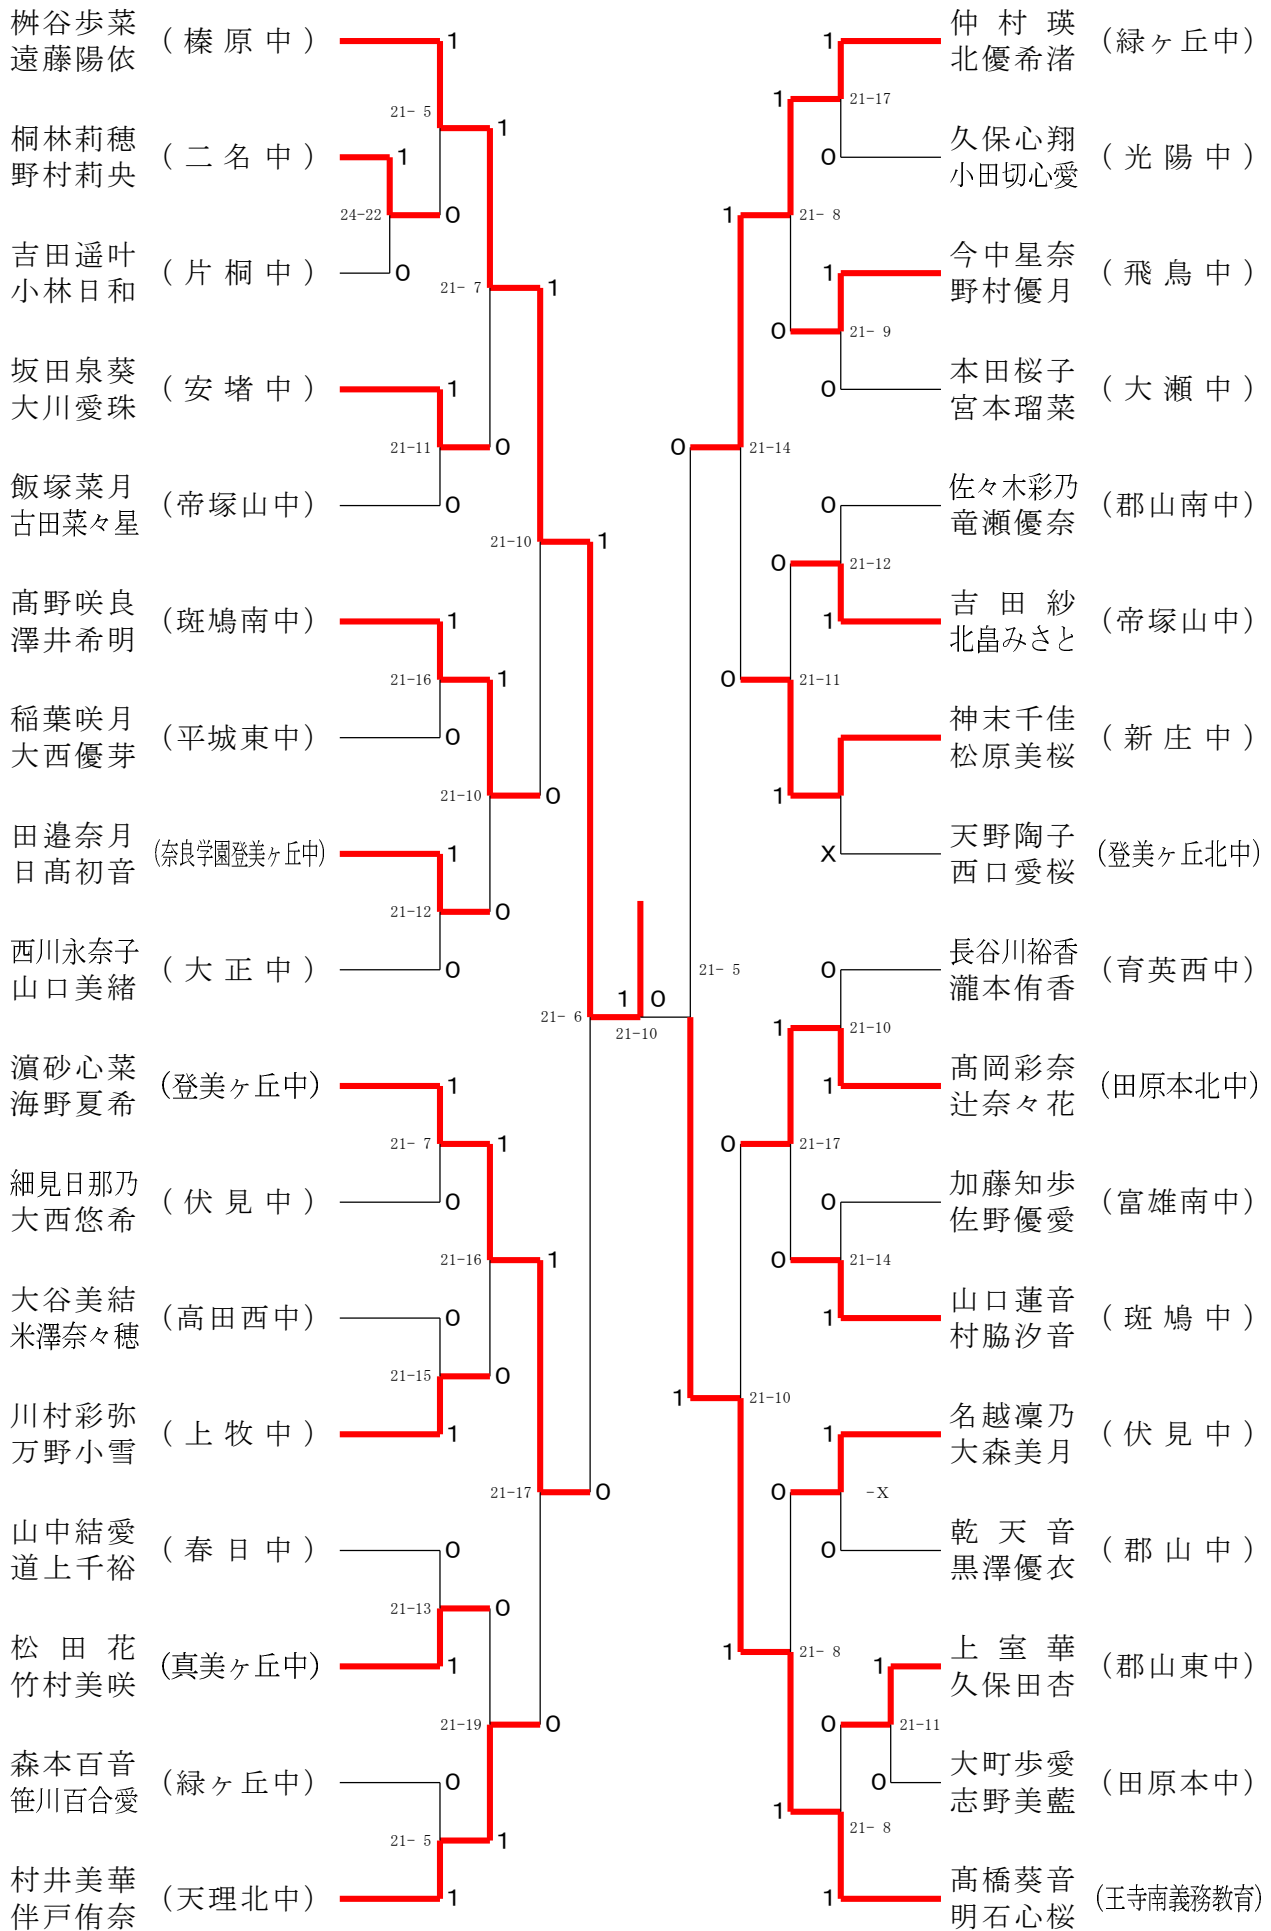 桝谷歩菜
遠藤陽依
(榛原中)
1
21- 5
1
桐林莉穂
野村莉央
(二名中)
1
24-22
0
吉田遥叶
小林日和
(片桐中)
0
21- 7
1
坂田泉葵
大川愛珠
(安堵中)
1
21-11
0
飯塚菜月
古田菜々星
(帝塚山中)
0
21-10
1
髙野咲良
澤井希明
(斑鳩南中)
1
21-16
1
稲葉咲月
大西優芽
(平城東中)
0
21-10
0
田邉奈月
日髙初音
(奈良学園登美ヶ丘中)
1
21-12
0
西川永奈子
山口美緒
(大正中)
0
21- 6
1
0
21-10
濵砂心菜
海野夏希
(登美ヶ丘中)
1
21- 7
1
細見日那乃
大西悠希
(伏見中)
0
21-16
1
大谷美結
米澤奈々穂
(高田西中)
0
21-15
0
川村彩弥
万野小雪
(上牧中)
1
21-17
0
山中結愛
道上千裕
(春日中)
0
21-13
0
松田花
竹村美咲
(真美ヶ丘中)
1
21-19
0
森本百音
笹川百合愛
(緑ヶ丘中)
0
21- 5
1
村井美華
伴戸侑奈
(天理北中)
1
仲村瑛
北優希渚
(緑ヶ丘中)
1
1
21-17
久保心翔
小田切心愛
(光陽中)
0
1
21- 8
今中星奈
野村優月
(飛鳥中)
1
0
21- 9
本田桜子
宮本瑠菜
(大瀬中)
0
0
21-14
佐々木彩乃
竜瀬優奈
(郡山南中)
0
0
21-12
吉田紗
北畠みさと
(帝塚山中)
1
0
21-11
神末千佳
松原美桜
(新庄中)
1
天野陶子
西口愛桜
(登美ヶ丘北中)
X
21- 5
長谷川裕香
瀧本侑香
(育英西中)
0
1
21-10
髙岡彩奈
辻奈々花
(田原本北中)
1
0
21-17
加藤知歩
佐野優愛
(富雄南中)
0
0
21-14
山口蓮音
村脇汐音
(斑鳩中)
1
1
21-10
名越凜乃
大森美月
(伏見中)
1
0
-X
乾天音
黒澤優衣
(郡山中)
0
1
21- 8
上室華
久保田杏
(郡山東中)
1
0
21-11
大町歩愛
志野美藍
(田原本中)
0
1
21- 8
髙橋葵音
明石心桜
(王寺南義務教育)
1